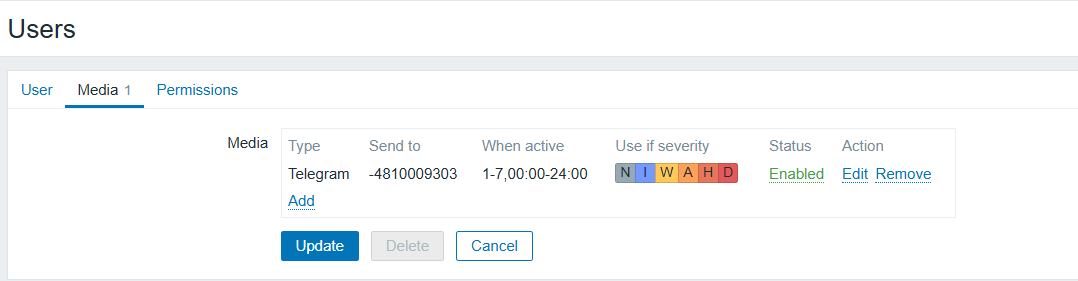 Users
User Media 1 Permissions
Media Type Send to When active Use if severity Status Action
Telegram -4810009303 1-7,00:00-24:00 N I W A H D Enabled Edit Remove
Add
Update Delete Cancel